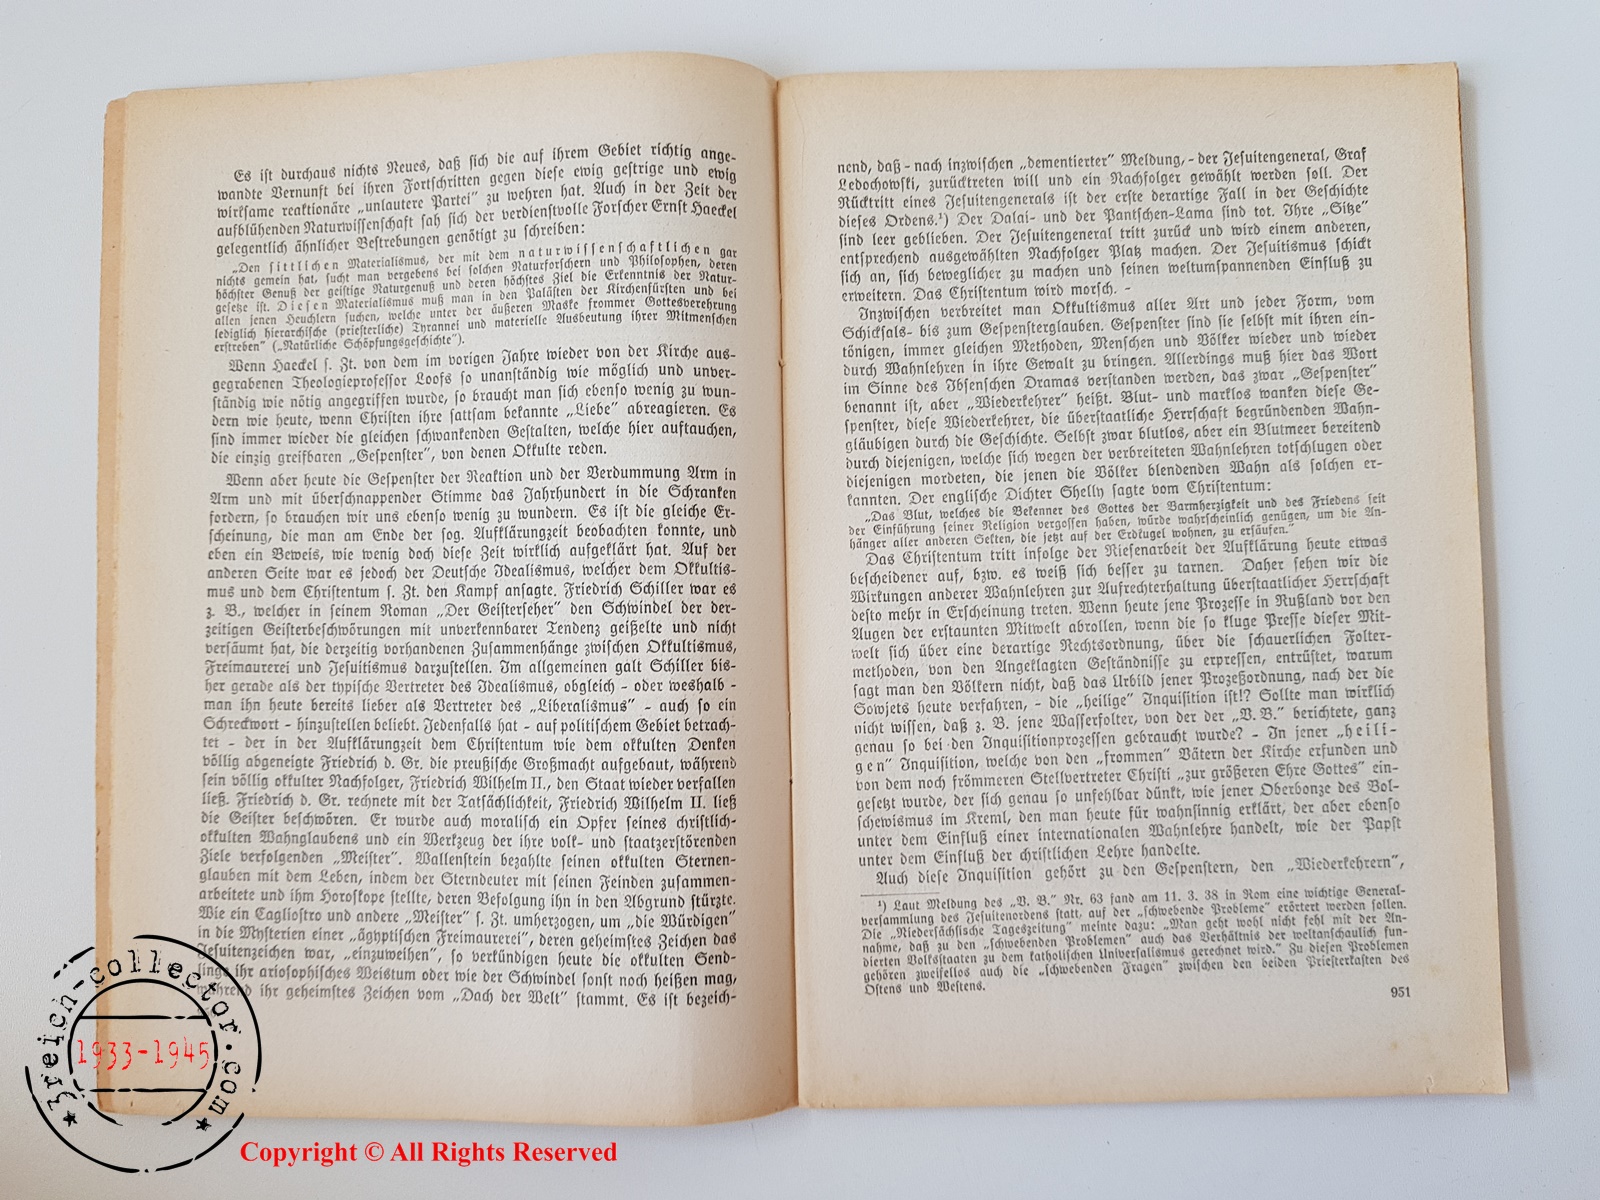 Es ist durchaus nichts Neues, daß sich die auf ihrem Gebiet richtig ange-
wandte Vernunft bei ihren Fortschritten gegen diese ewig gestrige und ewig
wirksame reaktionäre „unlautere Partei" zu wehren hat. Auch in der Zeit der
aufblühenden Naturwissenschaft sah sich der verdienstvolle Forscher Ernst Haeckel
gelegentlich ähnlicher Bestrebungen genötigt zu schreiben:
„Den sittlichen Materialismus, der mit dem naturwissenschaftlichen gar
nichts gemein hat, sucht man vergebens bei solchen Naturforschern und Philosophen, deren
höchster Genuß der geistige Naturgenuß und deren höchstes Ziel die Erkenntnis der Natur-
gesetze ist. Diesen Materialismus muß man in den Palästen der Kirchenfürsten und bei
allen jenen Heuchlern suchen, welche unter der äußeren Maske frommer Gottesverehrung
lediglich hierarchische (priesterliche) Tyrannei und materielle Ausbeutung ihrer Mitmenschen
erstreben" („Natürliche Schöpfungsgeschichte").
Wenn Haeckel s. Zt. von dem im vorigen Jahre wieder von der Kirche aus-
gegrabenen Theologieprofessor Loofs so unanständig wie möglich und unver-
ständig wie nötig angegriffen wurde, so braucht man sich ebenso wenig zu wun-
dern wie heute, wenn Christen ihre sattsam bekannte „Liebe" abreagieren. Es
sind immer wieder die gleichen schwankenden Gestalten, welche hier auftauchen,
die einzig greifbaren „Gespenster", von denen Okkulte reden.
Wenn aber heute die Gespenster der Reaktion und der Verdummung Arm in
Arm und mit überschnappender Stimme das Jahrhundert in die Schranken
fordern, so brauchen wir uns ebenso wenig zu wundern. Es ist die gleiche Er-
scheinung, die man am Ende der sog. Aufklärungzeit beobachten konnte, und
eben ein Beweis, wie wenig doch diese Zeit wirklich aufgeklärt hat. Auf der
anderen Seite war es jedoch der Deutsche Idealismus, welcher dem Okkultis-
mus und dem Christentum s. Zt. den Kampf ansagte. Friedrich Schiller war es
z. B., welcher in seinem Roman „Der Geisterseher" den Schwindel der der-
zeitigen Geisterbeschwörungen mit unverkennbarer Tendenz geißelte und nicht
versäumt hat, die derzeitig vorhandenen Zusammenhänge zwischen Okkultismus,
Freimaurerei und Jesuitismus darzustellen. Im allgemeinen galt Schiller bis-
her gerade als der typische Vertreter des Idealismus, obgleich - oder weshalb -
man ihn heute bereits lieber als Vertreter des „Liberalismus" - auch so ein
Schreckwort - hinzustellen beliebt. Jedenfalls hat - auf politischem Gebiet betrach-
tet - der in der Aufklärungzeit dem Christentum wie dem okkulten Denken
völlig abgeneigte Friedrich d. Gr. die preußische Großmacht aufgebaut, während
sein völlig okkulter Nachfolger, Friedrich Wilhelm II., den Staat wieder verfallen
ließ. Friedrich d. Gr. rechnete mit der Tatsächlichkeit, Friedrich Wilhelm II. ließ
die Geister beschwören. Er wurde auch moralisch ein Opfer seines christlich-
okkulten Wahnglaubens und ein Werkzeug der ihre volk- und staatzerstörenden
Ziele verfolgenden „Meister". Wallenstein bezahlte seinen okkulten Sternen-
glauben mit dem Leben, indem der Sterndeuter mit seinen Feinden zusammen-
arbeitete und ihm Horoskope stellte, deren Befolgung ihn in den Abgrund stürzte.
Wie ein Cagliostro und andere „Meister" s. Zt. umherzogen, um „die Würdigen"
in die Mysterien einer „ägyptischen Freimaurerei", deren geheimstes Zeichen das
Jesuitenzeichen war, „einzuweihen", so verkündigen heute die okkulten Send-
linge ihr ariosophisches Weistum oder wie der Schwindel sonst noch heißen mag,
während ihr geheimstes Zeichen vom „Dach der Welt" stammt. Es ist bezeich-
nend, daß - nach inzwischen „dementierter" Meldung, - der Jesuitengeneral, Graf
Ledochowski, zurücktreten will und ein Nachfolger gewählt werden soll. Der
Rücktritt eines Jesuitengenerals ist der erste derartige Fall in der Geschichte
dieses Ordens.¹) Der Dalai- und der Pantschen-Lama sind tot. Ihre „Sitze"
sind leer geblieben. Der Jesuitengeneral tritt zurück und wird einem anderen,
entsprechend ausgewählten Nachfolger Platz machen. Der Jesuitismus schickt
sich an, sich beweglicher zu machen und seinen weltumspannenden Einfluß zu
erweitern. Das Christentum wird morsch. -
Inzwischen verbreitet man Okkultismus aller Art und jeder Form, vom
Schicksals- bis zum Gespensterglauben. Gespenster sind sie selbst mit ihren ein-
tönigen, immer gleichen Methoden, Menschen und Völker wieder und wieder
durch Wahnlehren in ihre Gewalt zu bringen. Allerdings muß hier das Wort
im Sinne des Ibsenschen Dramas verstanden werden, das zwar „Gespenster"
benannt ist, aber „Wiederkehrer" heißt. Blut- und marklos wanken diese Ge-
spenster, diese Wiederkehrer, die überstaatliche Herrschaft begründenden Wahn-
gläubigen durch die Geschichte. Selbst zwar blutlos, aber ein Blutmeer bereitend
durch diejenigen, welche sich wegen der verbreiteten Wahnlehren totschlugen oder
diejenigen mordeten, die jenen die Völker blendenden Wahn als solchen er-
kannten. Der englische Dichter Shelly sagte vom Christentum:
„Das Blut, welches die Bekenner des Gottes der Barmherzigkeit und des Friedens seit
der Einführung seiner Religion vergossen haben, würde wahrscheinlich genügen, um die An-
hänger aller anderen Sekten, die jetzt auf der Erdkugel wohnen, zu ersäufen."
Das Christentum tritt infolge der Riesenarbeit der Aufklärung heute etwas
bescheidener auf, bzw. es weiß sich besser zu tarnen. Daher sehen wir die
Wirkungen anderer Wahnlehren zur Aufrechterhaltung überstaatlicher Herrschaft
desto mehr in Erscheinung treten. Wenn heute jene Prozesse in Rußland vor den
Augen der erstaunten Mitwelt abrollen, wenn die so kluge Presse dieser Mit-
welt sich über eine derartige Rechtsordnung, über die schauerlichen Folter-
methoden, von den Angeklagten Geständnisse zu erpressen, entrüstet, warum
sagt man den Völkern nicht, daß das Urbild jener Prozeßordnung, nach der die
Sowjets heute verfahren, - die „heilige" Inquisition ist!? Sollte man wirklich
nicht wissen, daß z. B. jene Wasserfolter, von der der „V. B." berichtete, ganz
genau so bei den Inquisitionprozessen gebraucht wurde? - In jener „heili-
gen" Inquisition, welche von den „frommen" Vätern der Kirche erfunden und
von dem noch frömmeren Stellvertreter Christi „zur größeren Ehre Gottes" ein-
gesetzt wurde, der sich genau so unfehlbar dünkt, wie jener Oberbonze des Bol-
schewismus im Kreml, den man heute für wahnsinnig erklärt, der aber ebenso
unter dem Einfluß einer internationalen Wahnlehre handelt, wie der Papst
unter dem Einfluß der christlichen Lehre handelte.
Auch diese Inquisition gehört zu den Gespenstern, den „Wiederkehrern",
¹) Laut Meldung des „V. B." Nr. 63 fand am 11. 3. 38 in Rom eine wichtige General-
versammlung des Jesuitenordens statt, auf der „schwebende Probleme" erörtert werden sollen.
Die „Niedersächsische Tageszeitung" meinte dazu: „Man geht wohl nicht fehl mit der An-
nahme, daß zu den „schwebenden Problemen" auch das Verhältnis der weltanschaulich fun-
dierten Volksstaaten zu dem katholischen Universalismus gerechnet wird." Zu diesen Problemen
gehören zweifellos auch die „schwebenden Fragen" zwischen den beiden Priesterkasten des
Ostens und Westens.
951
3reich-collector.com
1933-1945
Copyright © All Rights Reserved